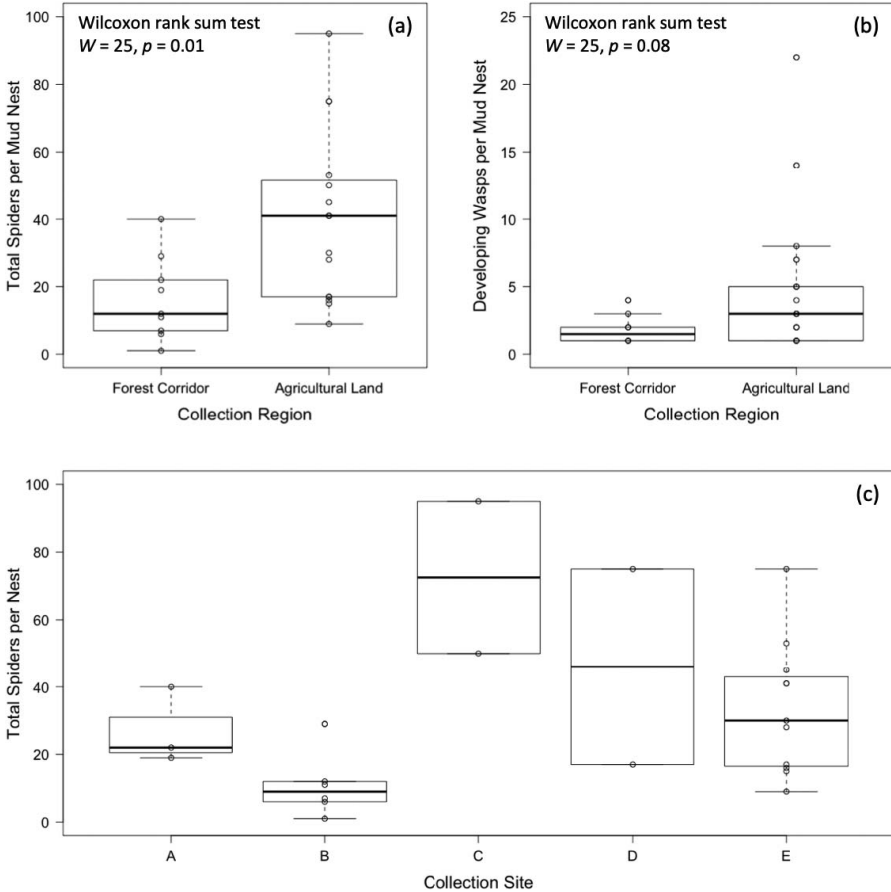 Wilcoxon rank sum test
W = 25, p = 0.01
(a)
100
80
60
40
20
0
Total Spiders per Mud Nest
Forest Corridor
Agricultural Land
Collection Region
Wilcoxon rank sum test
W = 25, p = 0.08
(b)
25
20
15
10
5
0
Developing Wasps per Mud Nest
Forest Corridor
Agricultural Land
Collection Region
(c)
100
80
60
40
20
0
Total Spiders per Nest
A
B
C
D
E
Collection Site